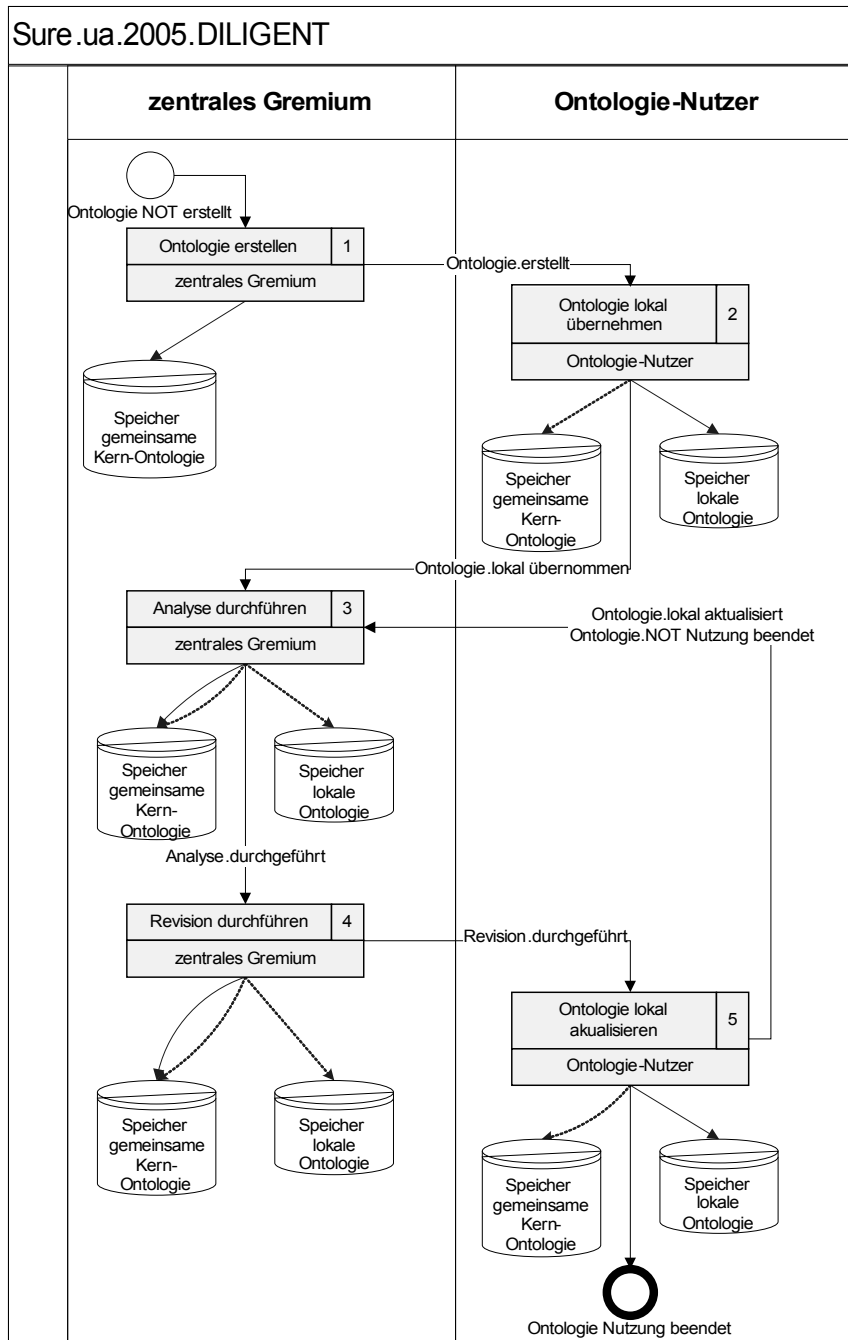 Sure.ua.2005.DILIGENT
zentrales Gremium
Ontologie-Nutzer
Ontologie NOT erstellt
Ontologie erstellen
1
zentrales Gremium
Ontologie.erstellt
Ontologie lokal
übernehmen
2
Ontologie-Nutzer
Speicher
gemeinsame
Kern-Ontologie
Speicher
gemeinsame
Kern-
Ontologie
Speicher
lokale
Ontologie
Ontologie.lokal übernommen
Analyse durchführen
3
zentrales Gremium
Ontologie.lokal aktualisiert
Ontologie.NOT Nutzung beendet
Speicher
gemeinsame
Kern-
Ontologie
Speicher
lokale
Ontologie
Analyse.durchgeführt
Revision durchführen
4
zentrales Gremium
Revision.durchgeführt
Ontologie lokal
akualisieren
5
Ontologie-Nutzer
Speicher
gemeinsame
Kern-
Ontologie
Speicher
lokale
Ontologie
Speicher
gemeinsame
Kern-
Ontologie
Speicher
lokale
Ontologie
Ontologie Nutzung beendet